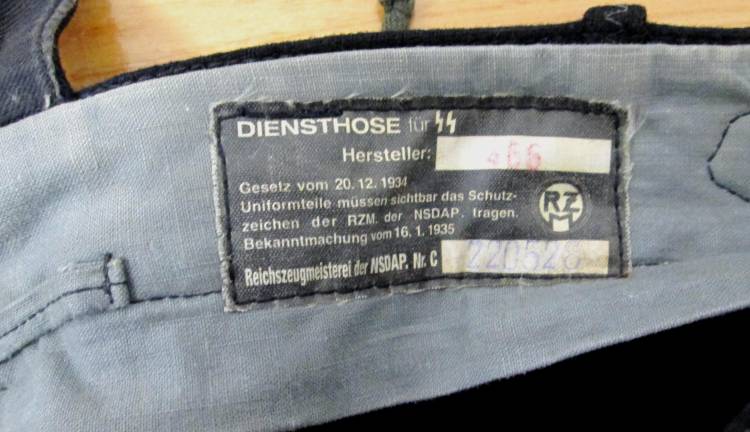 DIENSTHOSE für ᛋᛋ
Hersteller: 466
Gesetz vom 20. 12. 1934
Uniformteile müssen sichtbar das Schutz-
zeichen der RZM. der NSDAP. tragen.
Bekanntmachung vom 16. 1. 1935
RZM
Reichszeugmeisterei der NSDAP. Nr. C 220526